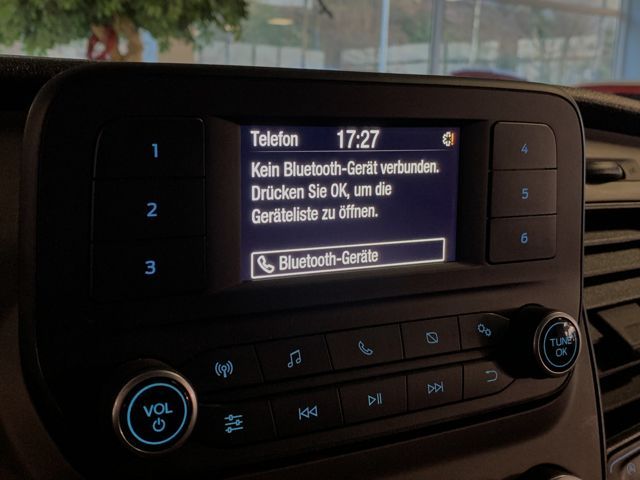 Telefon 17:27
Kein Bluetooth-Gerät verbunden.
Drücken Sie OK, um die
Geräteliste zu öffnen.
Bluetooth-Geräte
1
2
3
4
5
6
VOL
TUNE
OK